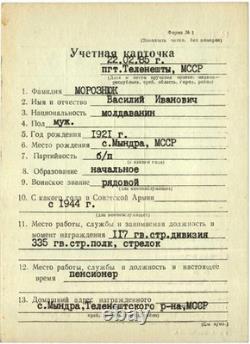 Форма № 1
Учетная карточка
22.02.85 г.
пгт.Теленешты, МССР
1. Фамилия МОРОЗНЮК
2. Имя и отчество Василий Иванович
3. Национальность молдаванин
4. Пол муж.
5. Год рождения 1921 г.
6. Место рождения с.Мындра, МССР
7. Партийность б/п
8. Образование начальное
9. Воинское звание рядовой
10. С какого года в Советской Армии
с 1944 г.
11. Место работы, службы и занимаемая должность в
момент награждения 117 гв.стр.дивизия
335 гв.стр.полк, стрелок
12. Место работы, службы и должность в настоящее
время пенсионер
13. Домашний адрес награжденного
с.Мындра,Теленештского р-на,МССР
ebay